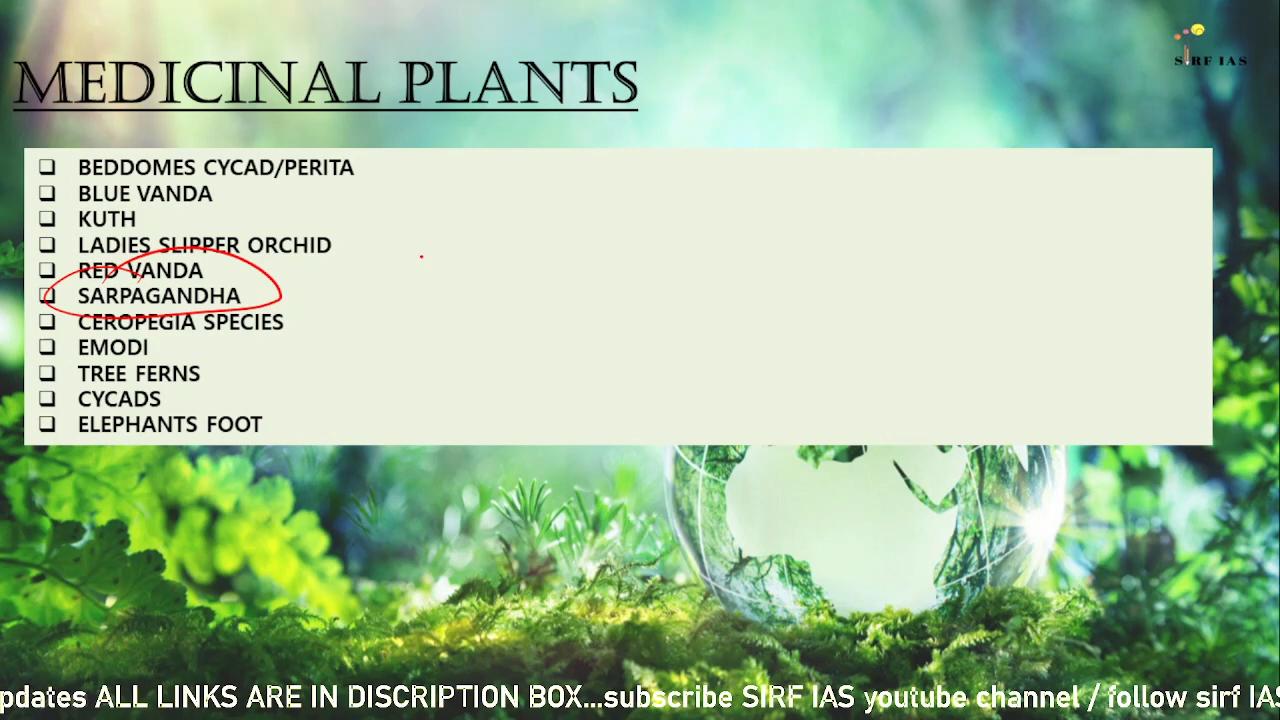 MEDICINAL PLANTS
SIRF IAS
❑ BEDDOMES CYCAD/PERITA
❑ BLUE VANDA
❑ KUTH
❑ LADIES SLIPPER ORCHID
❑ RED VANDA
❑ SARPAGANDHA
❑ CEROPEGIA SPECIES
❑ EMODI
❑ TREE FERNS
❑ CYCADS
❑ ELEPHANTS FOOT
pdates ALL LINKS ARE IN DISCRIPTION BOX...subscribe SIRF IAS youtube channel / follow sirf IAS